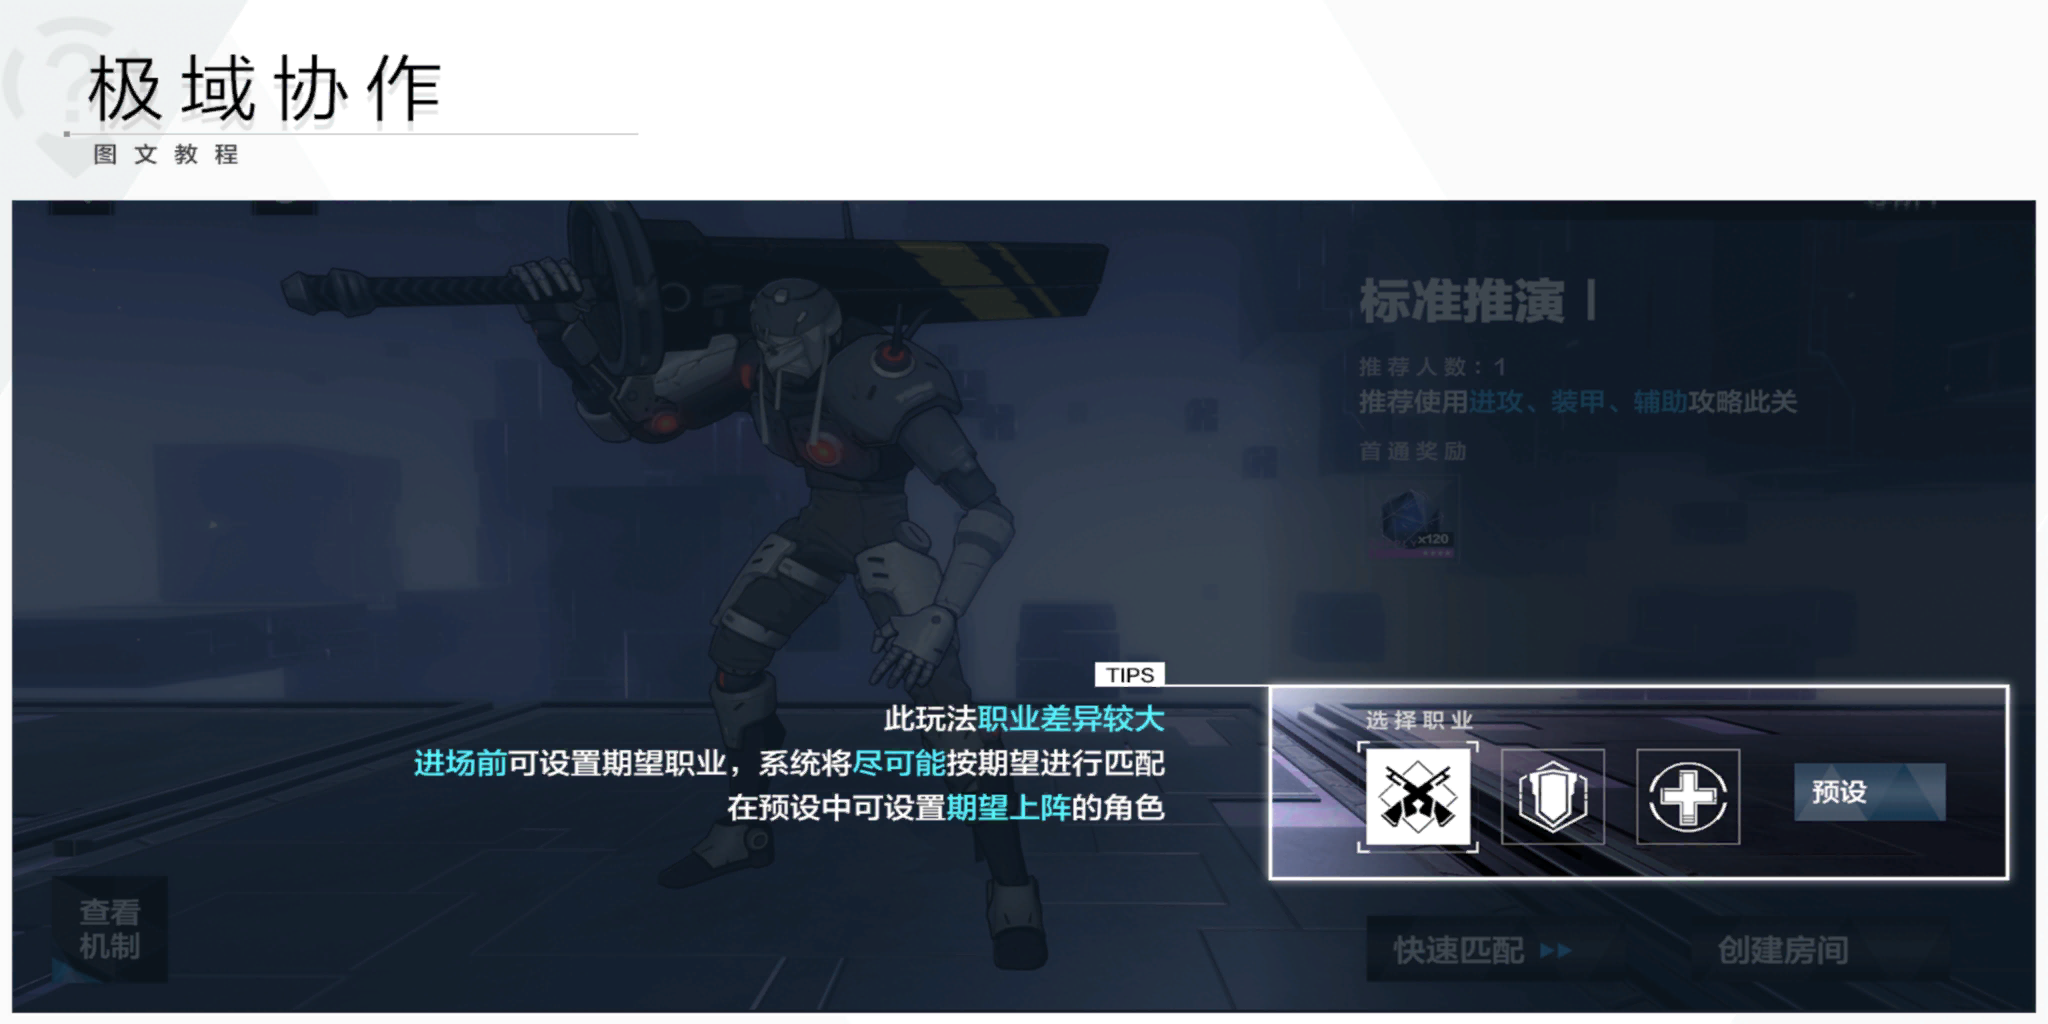 极域协作
图文教程
标准推演 Ⅰ
推荐人数：1
推荐使用进攻、装甲、辅助攻略此关
首通奖励
x120
TIPS
此玩法职业差异较大
进场前可设置期望职业，系统将尽可能按期望进行匹配
在预设中可设置期望上阵的角色
选择职业
预设
查看
机制
快速匹配
创建房间